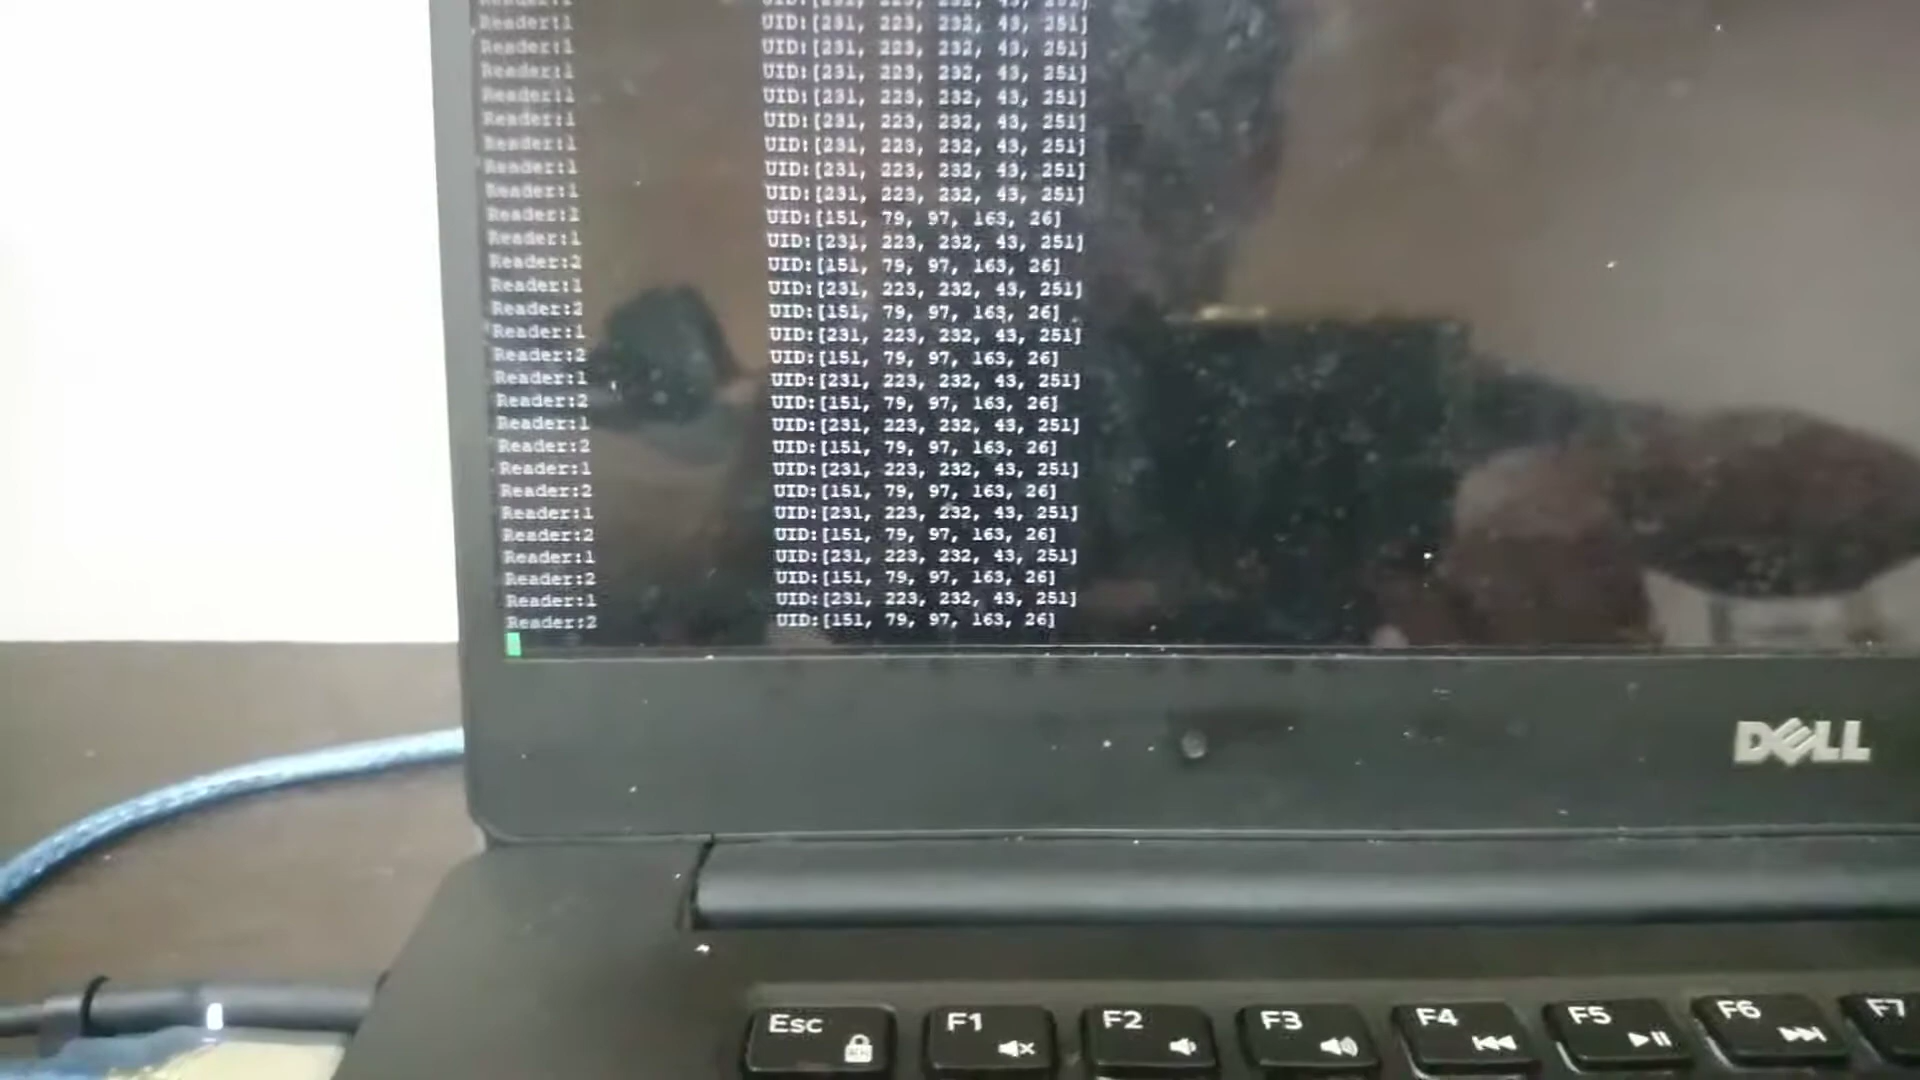 Reader:1 UID:[231, 223, 232, 43, 251]
Reader:1 UID:[231, 223, 232, 43, 251]
Reader:1 UID:[231, 223, 232, 43, 251]
Reader:1 UID:[231, 223, 232, 43, 251]
Reader:1 UID:[231, 223, 232, 43, 251]
Reader:1 UID:[231, 223, 232, 43, 251]
Reader:1 UID:[231, 223, 232, 43, 251]
Reader:1 UID:[231, 223, 232, 43, 251]
Reader:1 UID:[231, 223, 232, 43, 251]
Reader:2 UID:[151, 79, 97, 163, 26]
Reader:1 UID:[231, 223, 232, 43, 251]
Reader:2 UID:[151, 79, 97, 163, 26]
Reader:1 UID:[231, 223, 232, 43, 251]
Reader:2 UID:[151, 79, 97, 163, 26]
Reader:1 UID:[231, 223, 232, 43, 251]
Reader:2 UID:[151, 79, 97, 163, 26]
Reader:1 UID:[231, 223, 232, 43, 251]
Reader:2 UID:[151, 79, 97, 163, 26]
Reader:1 UID:[231, 223, 232, 43, 251]
Reader:2 UID:[151, 79, 97, 163, 26]
Reader:1 UID:[231, 223, 232, 43, 251]
Reader:2 UID:[151, 79, 97, 163, 26]
Reader:1 UID:[231, 223, 232, 43, 251]
Reader:2 UID:[151, 79, 97, 163, 26]
Reader:1 UID:[231, 223, 232, 43, 251]
Reader:2 UID:[151, 79, 97, 163, 26]
Reader:1 UID:[231, 223, 232, 43, 251]
Reader:2 UID:[151, 79, 97, 163, 26]
DELL
Esc F1 F2 F3 F4 F5 F6 F7